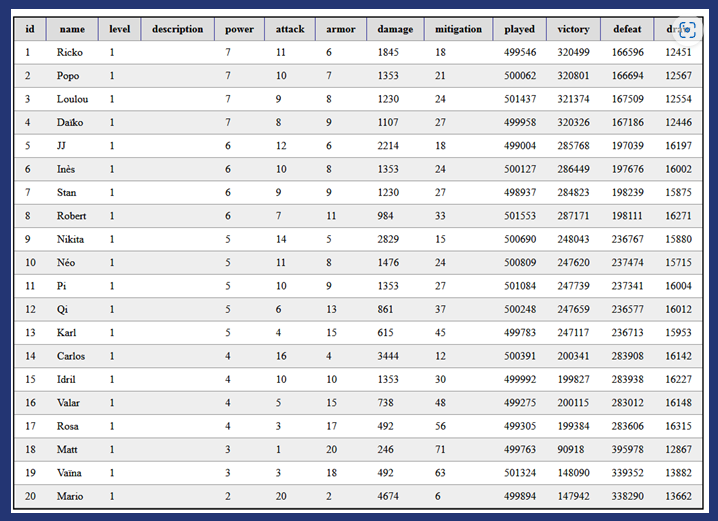 id name level description power attack armor damage mitigation played victory defeat
1 Ricko 1 7 11 6 1845 18 499546 320499 166596 12451
2 Popo 1 7 10 7 1353 21 500062 320801 166694 12567
3 Loulou 1 7 9 8 1230 24 501437 321374 167509 12554
4 Daïko 1 7 8 9 1107 27 499958 320326 167186 12446
5 JJ 1 6 12 6 2214 18 499004 285768 197039 16197
6 Inès 1 6 10 8 1353 24 500127 286449 197676 16002
7 Stan 1 6 9 9 1230 27 498937 284823 198239 15875
8 Robert 1 6 7 11 984 33 501553 287171 198111 16271
9 Nikita 1 5 14 5 2829 15 500690 248043 236767 15880
10 Néo 1 5 11 8 1476 24 500809 247620 237474 15715
11 Pi 1 5 10 9 1353 27 501084 247739 237341 16004
12 Qi 1 5 6 13 861 37 500248 247659 236577 16012
13 Karl 1 5 4 15 615 45 499783 247117 236713 15953
14 Carlos 1 4 16 4 3444 12 500391 200341 283908 16142
15 Idril 1 4 10 10 1353 30 499992 199827 283938 16227
16 Valar 1 4 5 15 738 48 499275 200115 283012 16148
17 Rosa 1 4 3 17 492 56 499305 199384 283606 16315
18 Matt 1 3 1 20 246 71 499763 90918 395978 12867
19 Vaïna 1 3 3 18 492 63 501324 148090 339352 13882
20 Mario 1 2 20 2 4674 6 499894 147942 338290 13662